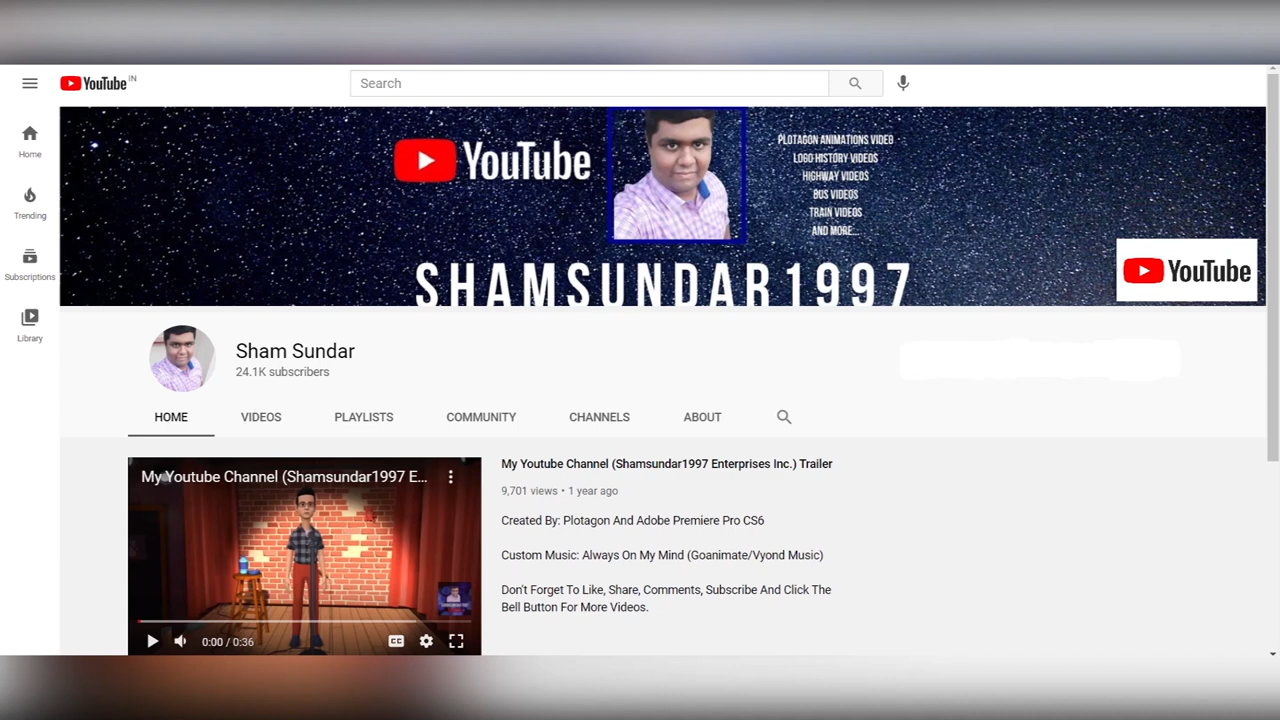 YouTube IN
Search
Home
Trending
Subscriptions
Library
YouTube
PLOTAGON ANIMATIONS VIDEO
LOGO HISTORY VIDEOS
HIGHWAY VIDEOS
BUS VIDEOS
TRAIN VIDEOS
AND MORE...
SHAMSUNDAR1997
YouTube
Sham Sundar
24.1K subscribers
HOME VIDEOS PLAYLISTS COMMUNITY CHANNELS ABOUT
My Youtube Channel (Shamsundar1997 E...
0:00 / 0:36
CC
My Youtube Channel (Shamsundar1997 Enterprises Inc.) Trailer
9,701 views • 1 year ago
Created By: Plotagon And Adobe Premiere Pro CS6
Custom Music: Always On My Mind (Goanimate/Vyond Music)
Don't Forget To Like, Share, Comments, Subscribe And Click The
Bell Button For More Videos.